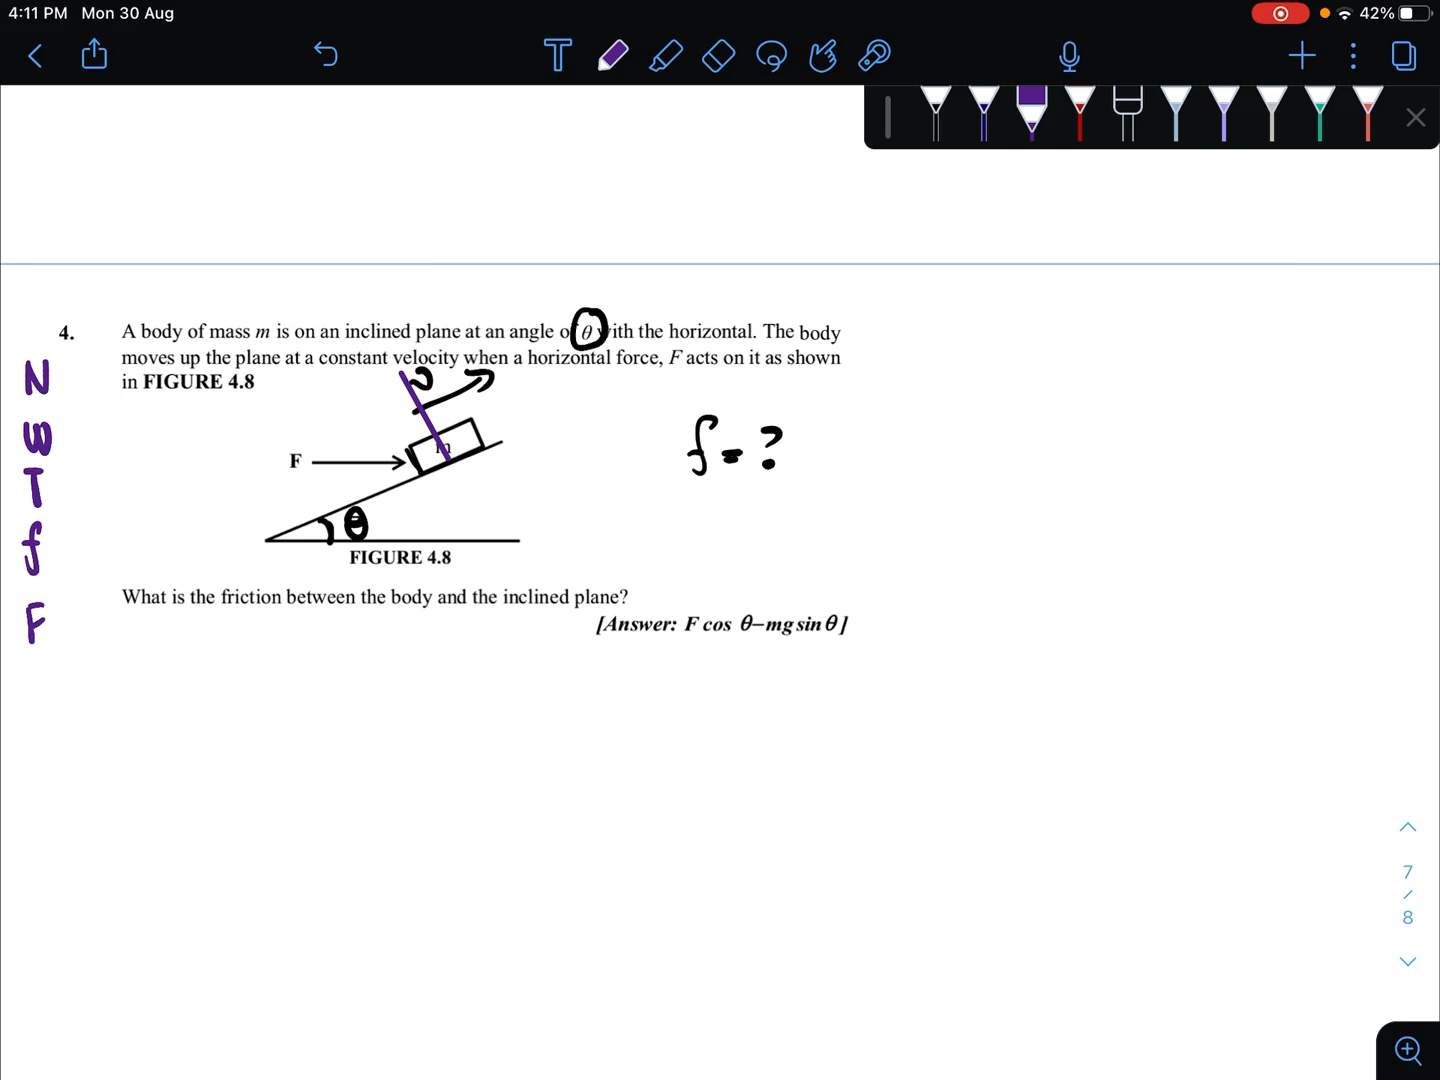 4:11 PM Mon 30 Aug
42%
4. A body of mass m is on an inclined plane at an angle of θ with the horizontal. The body
moves up the plane at a constant velocity when a horizontal force, F acts on it as shown
in FIGURE 4.8
N
W
T
f
F
v
m
F
f = ?
θ
FIGURE 4.8
What is the friction between the body and the inclined plane?
[Answer: F cos θ–mg sin θ]
7
/
8